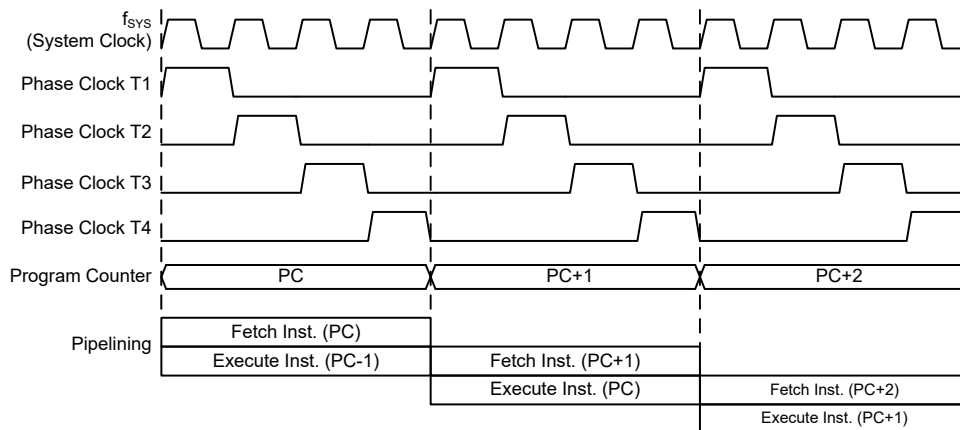 fSYS
(System Clock)
Phase Clock T1
Phase Clock T2
Phase Clock T3
Phase Clock T4
Program Counter PC PC+1 PC+2
Pipelining
Fetch Inst. (PC)
Execute Inst. (PC-1) Fetch Inst. (PC+1)
Execute Inst. (PC) Fetch Inst. (PC+2)
Execute Inst. (PC+1)